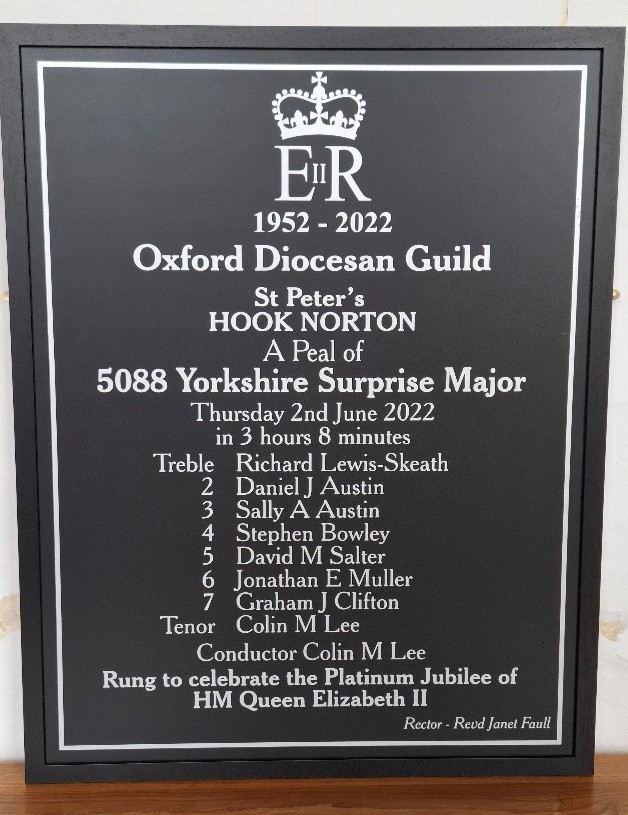 EIIR
1952 - 2022
Oxford Diocesan Guild
St Peter's
HOOK NORTON
A Peal of
5088 Yorkshire Surprise Major
Thursday 2nd June 2022
in 3 hours 8 minutes
Treble Richard Lewis-Skeath
2 Daniel J Austin
3 Sally A Austin
4 Stephen Bowley
5 David M Salter
6 Jonathan E Muller
7 Graham J Clifton
Tenor Colin M Lee
Conductor Colin M Lee
Rung to celebrate the Platinum Jubilee of
HM Queen Elizabeth II
Rector - Revd Janet Faull